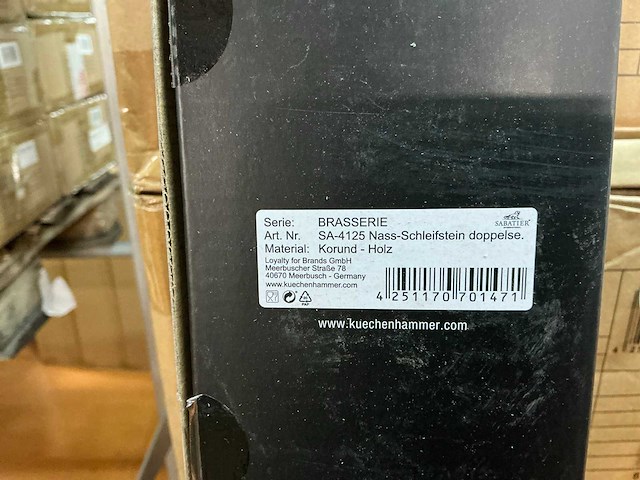 SABATIER
Serie: BRASSERIE
Art. Nr. SA-4125 Nass-Schleifstein doppelse.
Material: Korund - Holz
Loyalty for Brands GmbH
Meerbuscher Straße 78
40670 Meerbusch - Germany
www.kuechenhammer.com
PAP
4 251170 701471
www.kuechenhammer.com